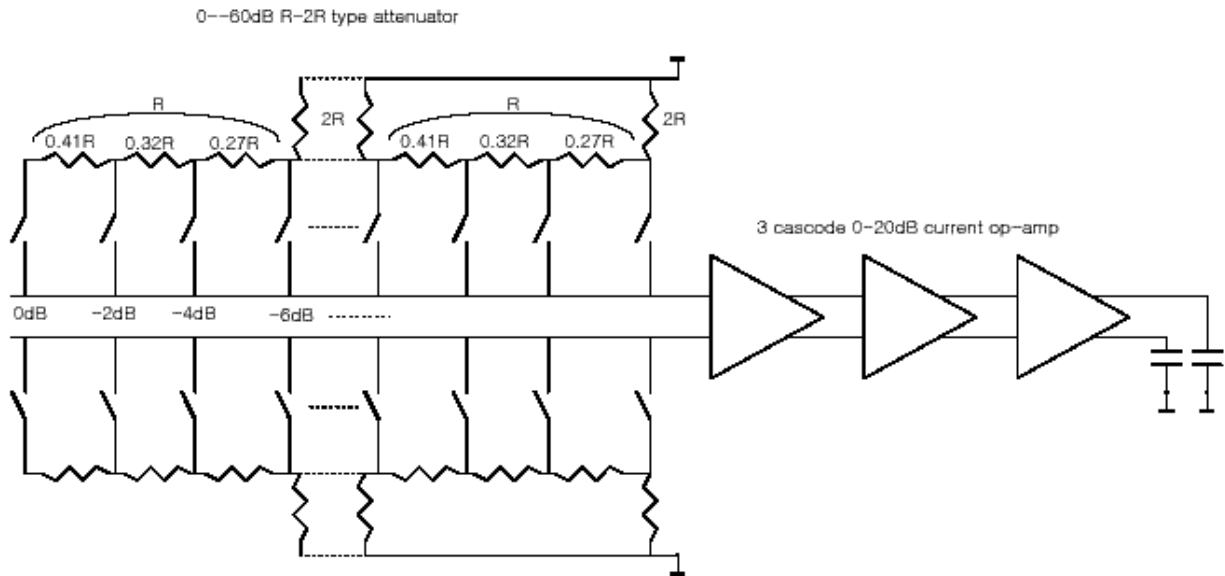 0--60dB R-2R type attenuator
R
2R
R
2R
0.41R 0.32R 0.27R
0.41R 0.32R 0.27R
3 cascode 0-20dB current op-amp
0dB -2dB -4dB -6dB